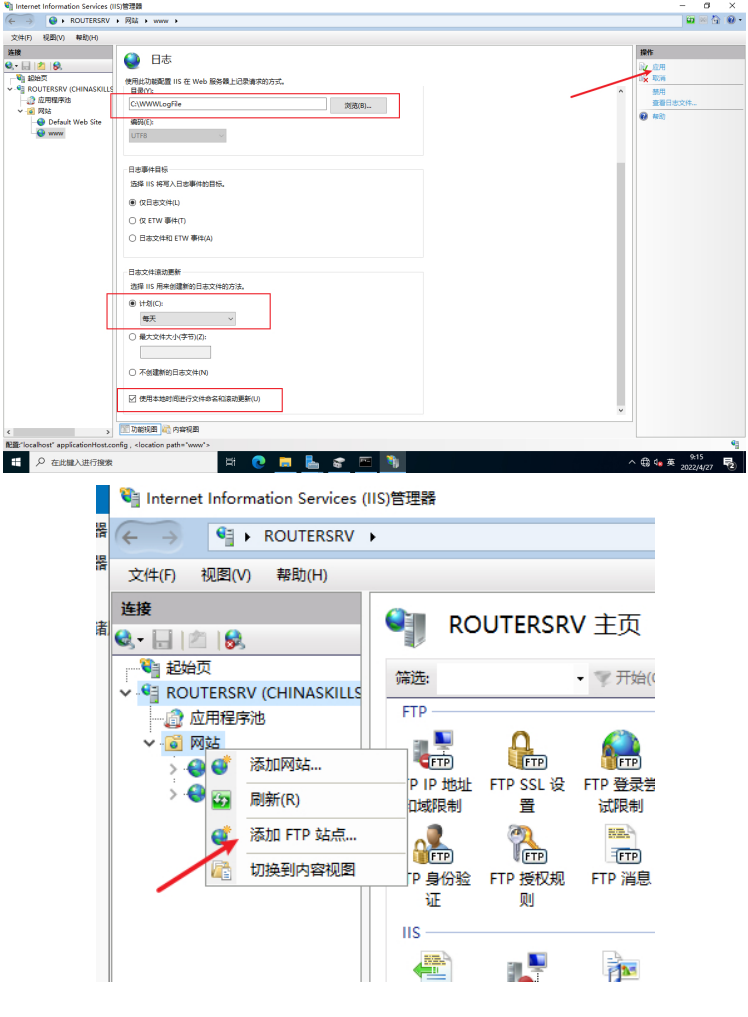 Internet Information Services (IIS)管理器
ROUTERSRV ▸ 网站 ▸ www ▸
文件(F) 视图(V) 帮助(H)
连接
起始页
ROUTERSRV (CHINASKILLS
应用程序池
网站
Default Web Site
www
日志
使用此功能配置 IIS 在 Web 服务器上记录请求的方式。
目录(Y):
C:\WWWLogFile
浏览(B)...
编码(E):
UTF8
日志事件目标
选择 IIS 将写入日志事件的目标。
仅日志文件(L)
仅 ETW 事件(T)
日志文件和 ETW 事件(A)
日志文件滚动更新
选择 IIS 用来创建新的日志文件的方法。
计划(C):
每天
最大文件大小(字节)(Z):
不创建新的日志文件(N)
使用本地时间进行文件命名和滚动更新(U)
功能视图 内容视图
操作
应用
取消
禁用
查看日志文件...
帮助
配置:"localhost" applicationHost.config , <location path="www">
在此键入进行搜索
英
9:15
2022/4/27
2
器
器
Internet Information Services (IIS)管理器
ROUTERSRV
文件(F) 视图(V) 帮助(H)
连接
起始页
ROUTERSRV (CHINASKILLS
应用程序池
网站
添加网站...
刷新(R)
添加 FTP 站点...
切换到内容视图
ROUTERSRV 主页
筛选: 开始(
FTP
P IP 地址 FTP SSL 设 FTP 登录尝
和域限制 置 试限制
P 身份验 FTP 授权规 FTP 消息
证 则
IIS